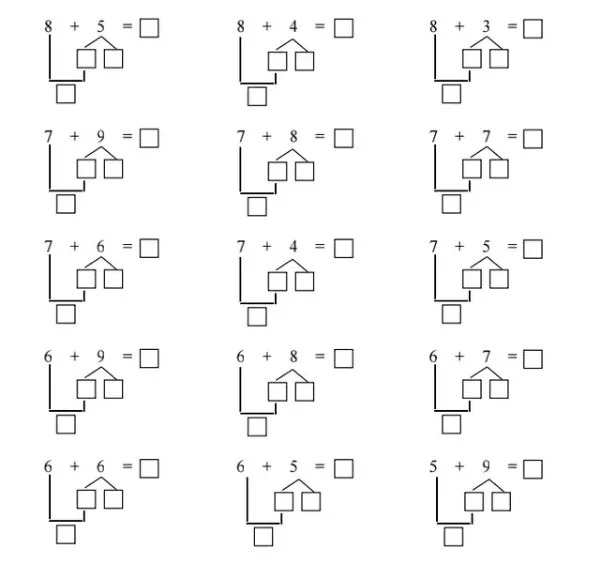 8 + 5 = 8 + 4 = 8 + 3 =
7 + 9 = 7 + 8 = 7 + 7 =
7 + 6 = 7 + 4 = 7 + 5 =
6 + 9 = 6 + 8 = 6 + 7 =
6 + 6 = 6 + 5 = 5 + 9 =